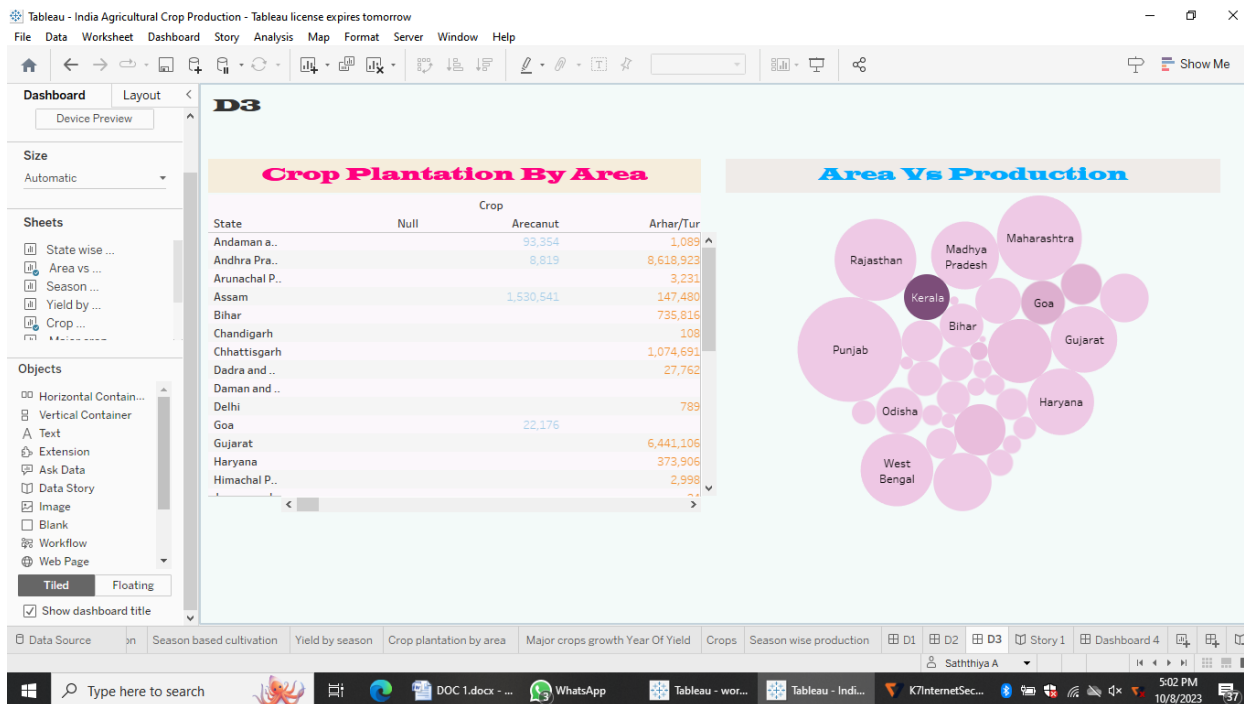 Tableau - India Agricultural Crop Production - Tableau license expires tomorrow
File Data Worksheet Dashboard Story Analysis Map Format Server Window Help
Show Me
Dashboard Layout
Device Preview
Size
Automatic
Sheets
State wise ...
Area vs ...
Season ...
Yield by ...
Crop ...
Objects
Horizontal Contain...
Vertical Container
Text
Extension
Ask Data
Data Story
Image
Blank
Workflow
Web Page
Tiled Floating
Show dashboard title
D3
Crop Plantation By Area
Crop
State Null Arecanut Arhar/Tur
Andaman a.. 93,354 1,089
Andhra Pra.. 8,819 8,618,923
Arunachal P.. 3,231
Assam 1,530,541 147,480
Bihar 735,816
Chandigarh 108
Chhattisgarh 1,074,691
Dadra and .. 27,762
Daman and ..
Delhi 789
Goa 22,176
Gujarat 6,441,106
Haryana 373,906
Himachal P.. 2,998
Area Vs Production
Maharashtra
Madhya
Pradesh
Rajasthan
Kerala
Goa
Bihar
Gujarat
Punjab
Haryana
Odisha
West
Bengal
Data Source on Season based cultivation Yield by season Crop plantation by area Major crops growth Year Of Yield Crops Season wise production D1 D2 D3 Story 1 Dashboard 4
Saththiya A
Type here to search DOC 1.docx - ... 3 WhatsApp Tableau - wor... Tableau - Indi... K7InternetSec... 5:02 PM
10/8/2023 37